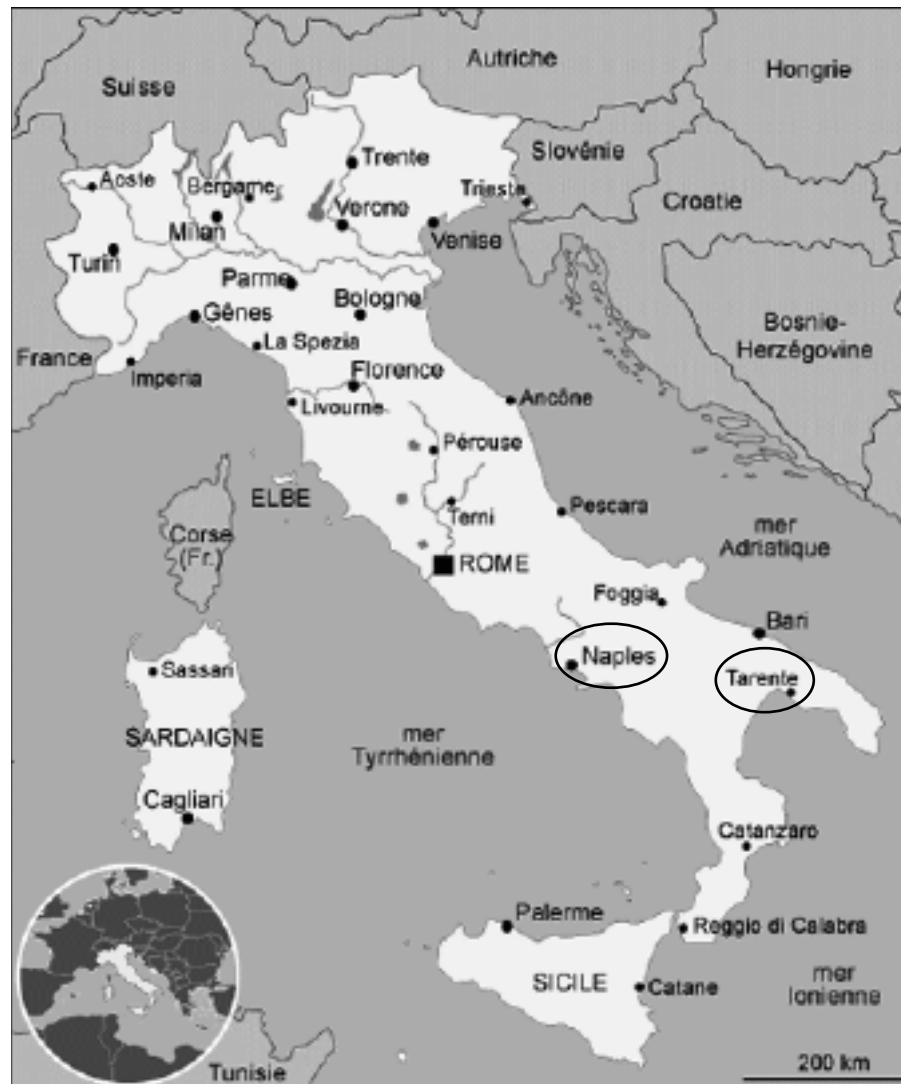 Autriche
Hongrie
Suisse
Slovénie
Trente
Aoste
Bergame
Trieste
Croatie
Milan
Verone
Venise
Turin
Parme
Bologne
Gênes
Bosnie-
Herzégovine
La Spezia
France
Florence
Imperia
Livourne
Ancône
Pérouse
ELBE
Terni
Pescara
Corse
(Fr.)
mer
Adriatique
ROME
Foggia
Bari
Naples
Sassari
Tarente
SARDAIGNE
mer
Tyrrhénienne
Cagliari
Catanzaro
Palerme
Reggio di Calabra
SICILE
Catane
mer
Ionienne
Tunisie
200 km